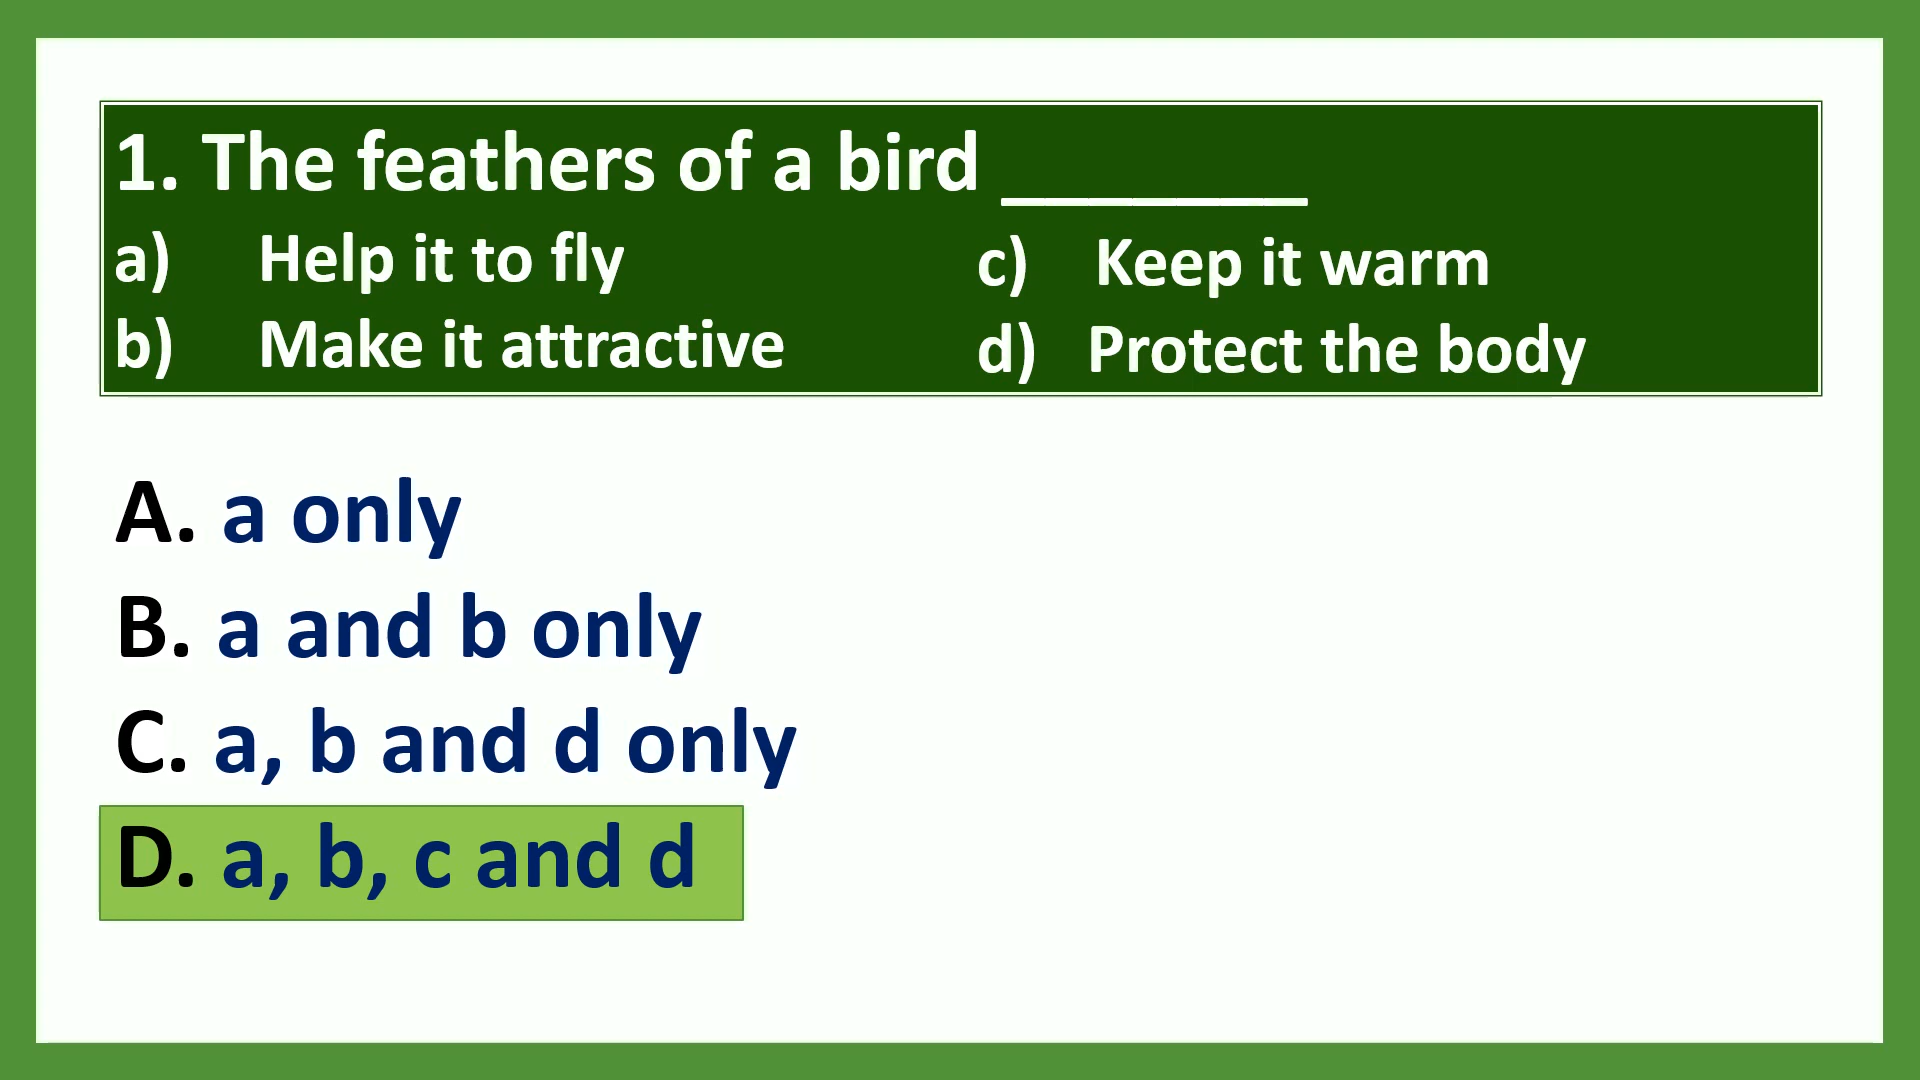 1. The feathers of a bird _______
a) Help it to fly
c) Keep it warm
b) Make it attractive
d) Protect the body
A. a only
B. a and b only
C. a, b and d only
D. a, b, c and d